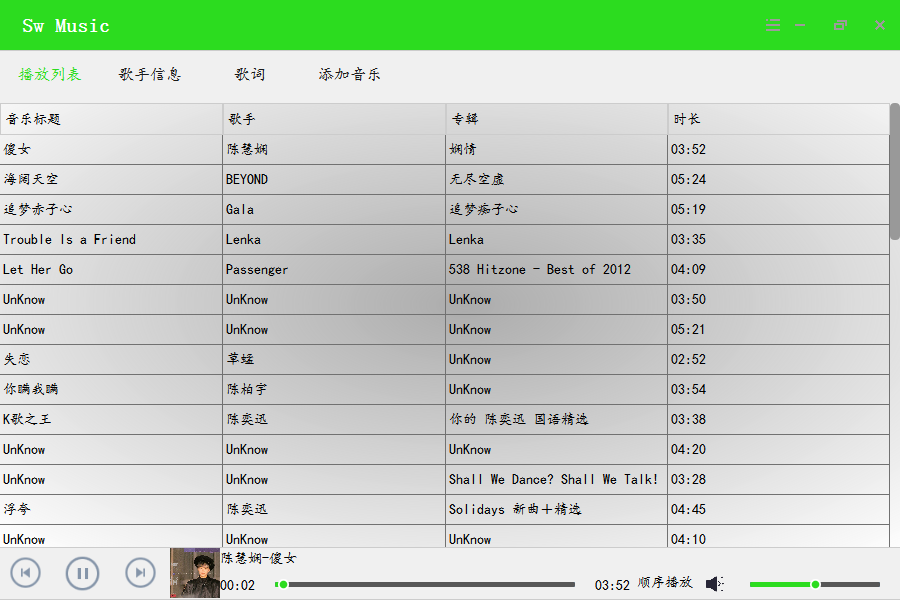 Sw Music
播放列表 歌手信息 歌词 添加音乐
音乐标题 歌手 专辑 时长
傻女 陈慧娴 娴情 03:52
海阔天空 BEYOND 无尽空虚 05:24
追梦赤子心 Gala 追梦痴子心 05:19
Trouble Is a Friend Lenka Lenka 03:35
Let Her Go Passenger 538 Hitzone - Best of 2012 04:09
UnKnow UnKnow UnKnow 03:50
UnKnow UnKnow UnKnow 05:21
失恋 草蜢 UnKnow 02:52
你瞒我瞒 陈柏宇 UnKnow 03:54
K歌之王 陈奕迅 你的 陈奕迅 国语精选 03:38
UnKnow UnKnow UnKnow 04:20
UnKnow UnKnow Shall We Dance? Shall We Talk! 03:28
浮夸 陈奕迅 Solidays 新曲＋精选 04:45
UnKnow UnKnow UnKnow 04:10
陈慧娴-傻女
00:02 03:52 顺序播放